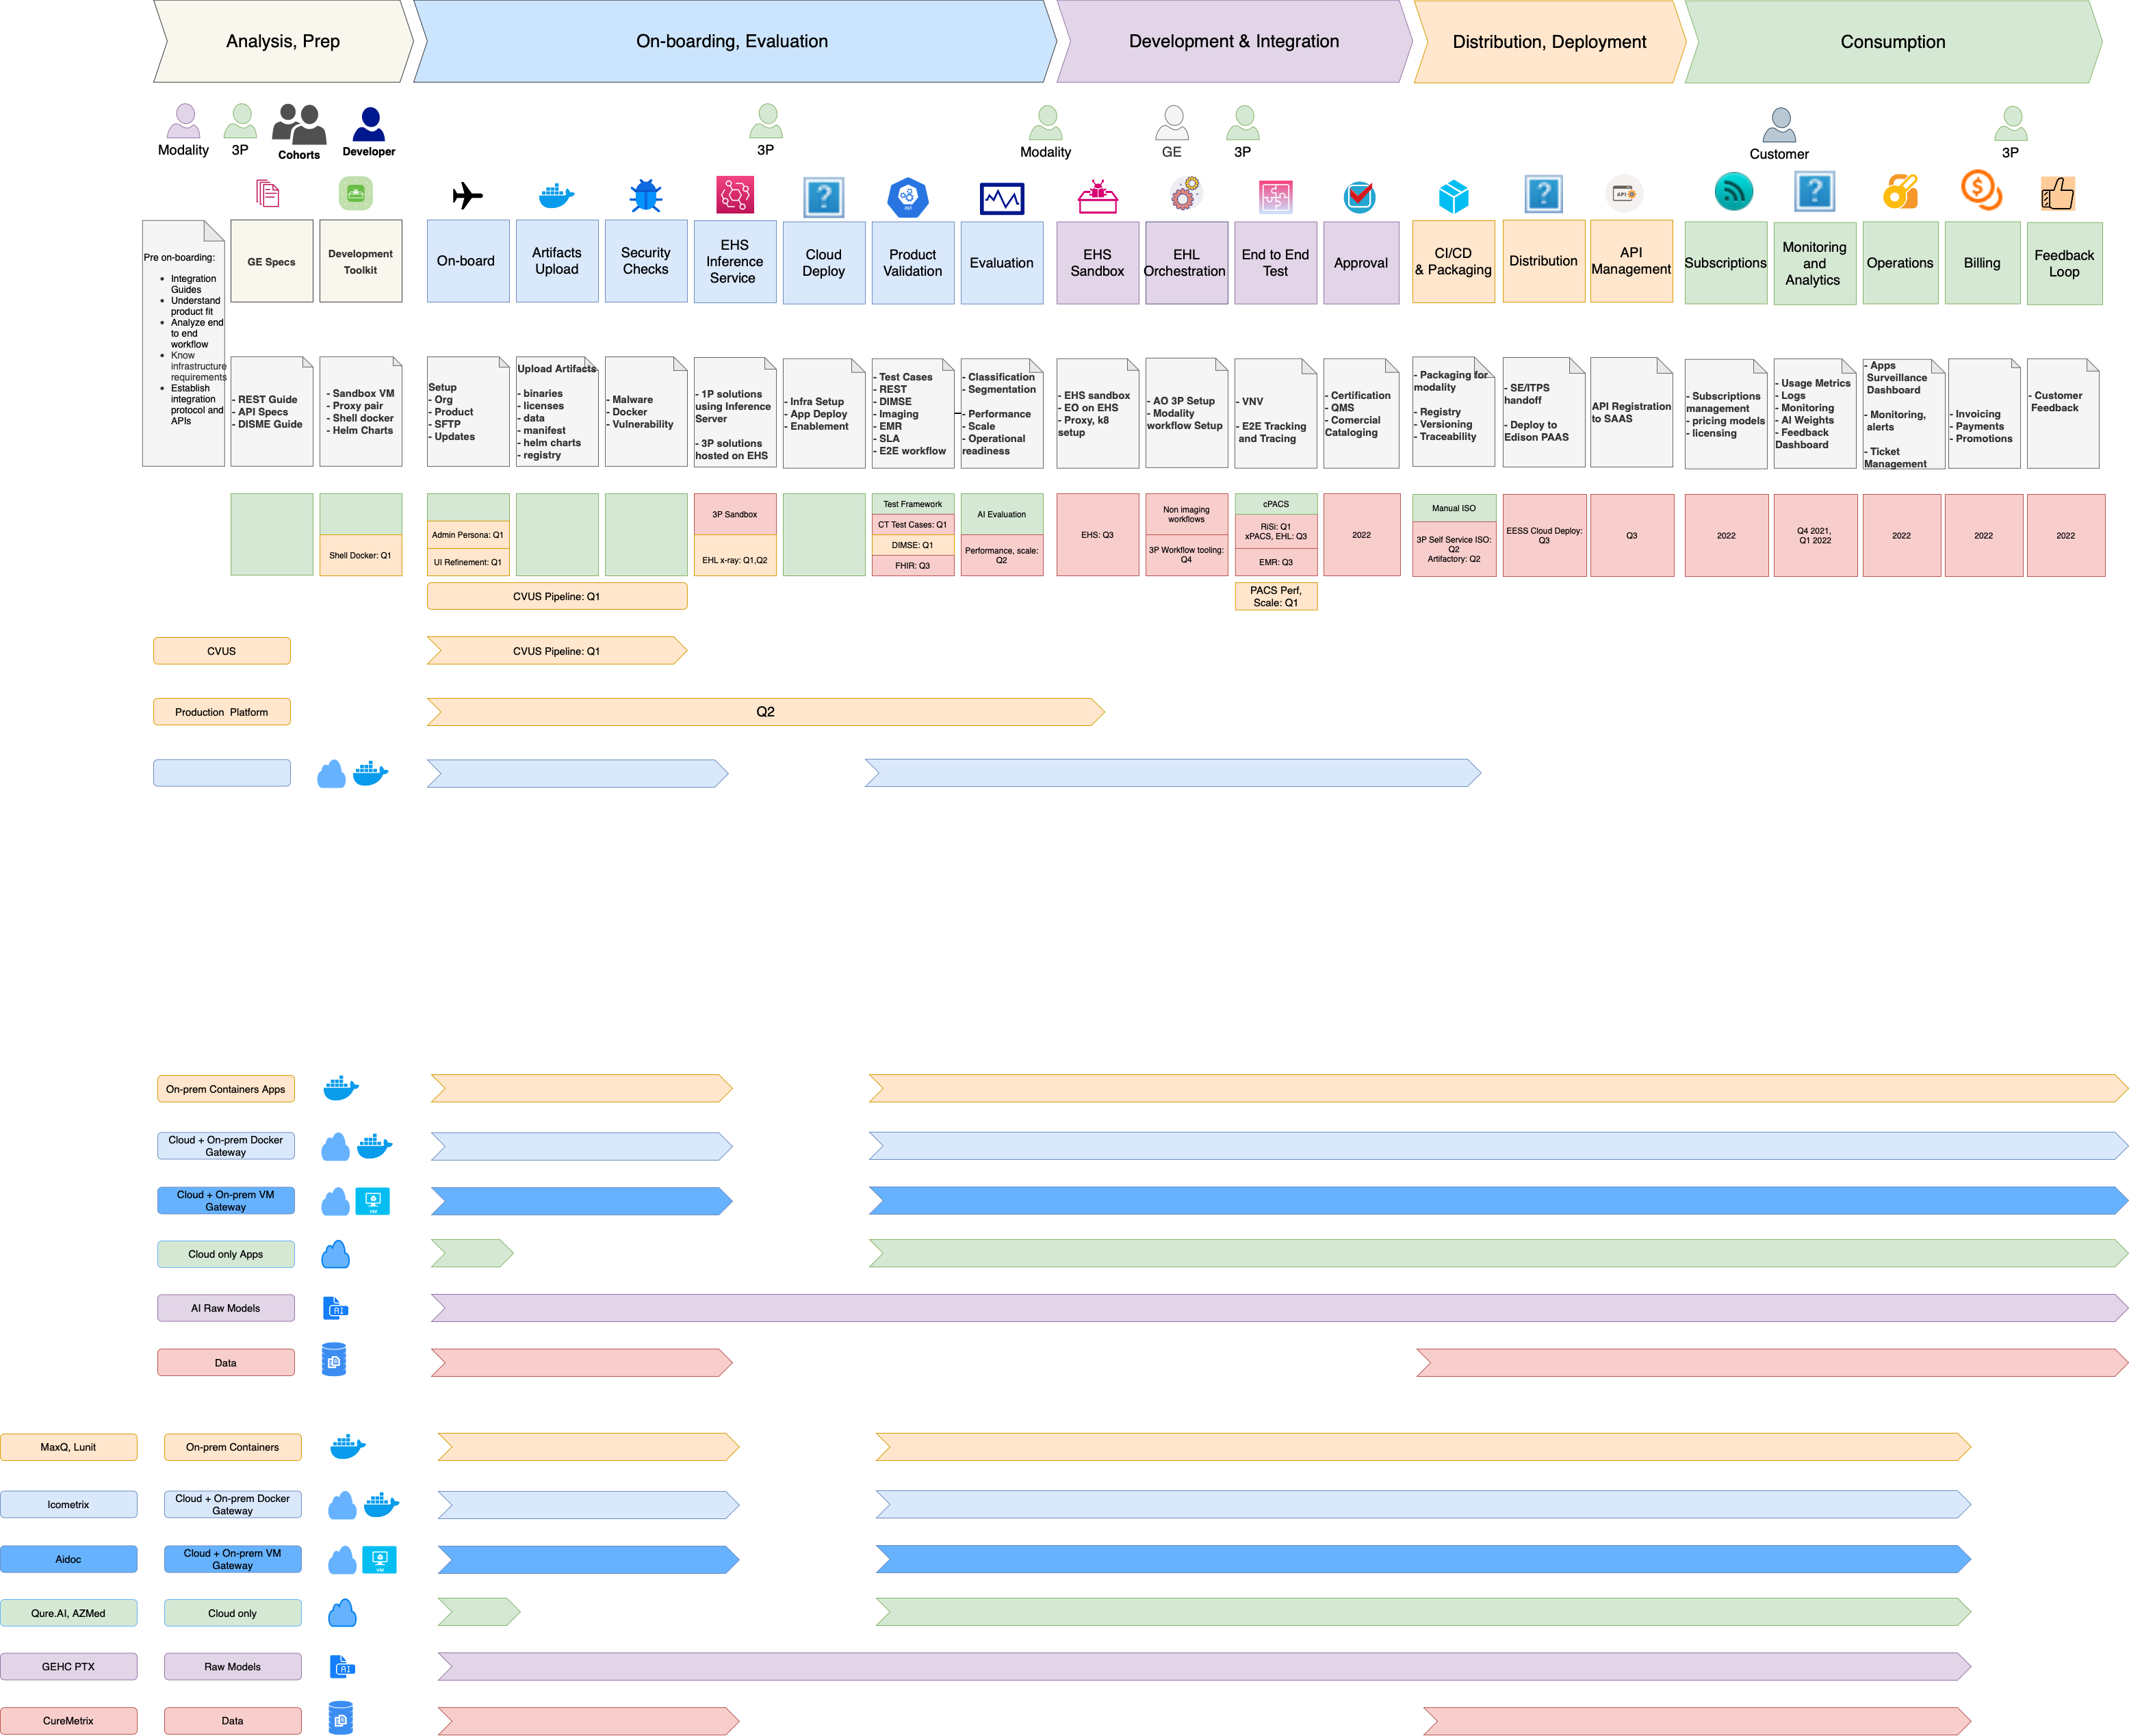 Analysis, Prep
On-boarding, Evaluation
Development & Integration
Distribution, Deployment
Consumption
Modality
3P
Cohorts
Developer
3P
Modality
GE
3P
Customer
3P
GE Specs
Development
Toolkit
On-board
Artifacts
Upload
Security
Checks
EHS
Inference
Service
Cloud
Deploy
Product
Validation
Evaluation
EHS
Sandbox
EHL
Orchestration
End to End
Test
Approval
CI/CD
& Packaging
Distribution
API
Management
Subscriptions
Monitoring
and
Analytics
Operations
Billing
Feedback
Loop
Pre on-boarding:
• Integration
Guides
• Understand
product fit
• Analyze end
to end
workflow
• Know
infrastructure
requirements
• Establish
integration
protocol and
APIs
- REST Guide
- API Specs
- DISME Guide
- Sandbox VM
- Proxy pair
- Shell docker
- Helm Charts
Setup
- Org
- Product
- SFTP
- Updates
Upload Artifacts
- binaries
- licenses
- data
- manifest
- helm charts
- registry
- Malware
- Docker
- Vulnerability
- 1P solutions
using Inference
Server
- 3P solutions
hosted on EHS
- Infra Setup
- App Deploy
- Enablement
- Test Cases
- REST
- DIMSE
- Imaging
- EMR
- SLA
- E2E workflow
- Classification
- Segmentation
- Performance
- Scale
- Operational
readiness
- EHS sandbox
- EO on EHS
- Proxy, k8
setup
- AO 3P Setup
- Modality
workflow Setup
- VNV
- E2E Tracking
and Tracing
- Certification
- QMS
- Comercial
Cataloging
- Packaging for
modality
- Registry
- Versioning
- Traceability
- SE/ITPS
handoff
- Deploy to
Edison PAAS
API Registration
to SAAS
- Subscriptions
management
- pricing models
- licensing
- Usage Metrics
- Logs
- Monitoring
- AI Weights
- Feedback
Dashboard
- Apps
Surveillance
Dashboard
- Monitoring,
alerts
- Ticket
Management
- Invoicing
- Payments
- Promotions
- Customer
Feedback
Shell Docker: Q1
Admin Persona: Q1
UI Refinement: Q1
3P Sandbox
EHL x-ray: Q1,Q2
Test Framework
CT Test Cases: Q1
DIMSE: Q1
FHIR: Q3
AI Evaluation
Performance, scale:
Q2
EHS: Q3
Non imaging
workflows
3P Workflow tooling:
Q4
cPACS
RiSi: Q1
xPACS, EHL: Q3
EMR: Q3
2022
Manual ISO
3P Self Service ISO:
Q2
Artifactory: Q2
EESS Cloud Deploy:
Q3
Q3
2022
Q4 2021,
Q1 2022
2022
2022
2022
CVUS Pipeline: Q1
PACS Perf,
Scale: Q1
CVUS
CVUS Pipeline: Q1
Production Platform
Q2
On-prem Containers Apps
Cloud + On-prem Docker
Gateway
Cloud + On-prem VM
Gateway
VM
Cloud only Apps
AI Raw Models
AI
Data
MaxQ, Lunit
On-prem Containers
Icometrix
Cloud + On-prem Docker
Gateway
Aidoc
Cloud + On-prem VM
Gateway
VM
Qure.AI, AZMed
Cloud only
GEHC PTX
Raw Models
AI
CureMetrix
Data